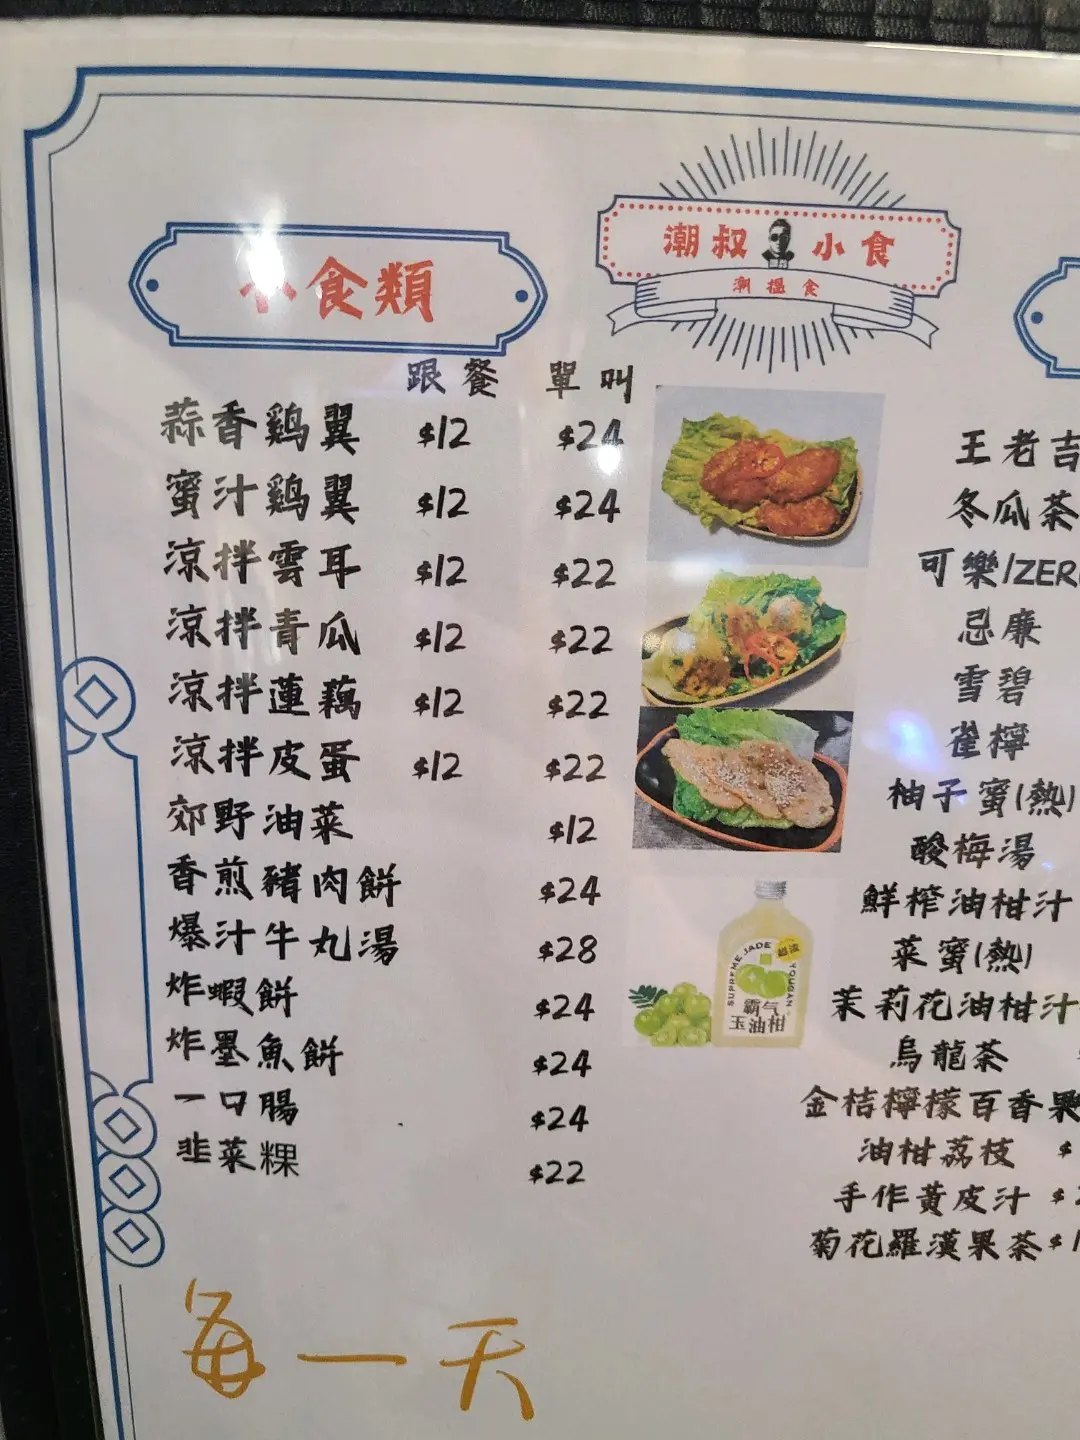 潮叔 小食
潮搵食
小食類
跟餐 單叫
蒜香鷄翼 $12 $24
蜜汁鷄翼 $12 $24
涼拌雲耳 $12 $22
涼拌青瓜 $12 $22
涼拌蓮藕 $12 $22
涼拌皮蛋 $12 $22
郊野油菜 $12
香煎豬肉餅 $24
爆汁牛丸湯 $28
炸蝦餅 $24
炸墨魚餅 $24
一口腸 $24
韭菜粿 $22
SUPREME JADE
YOUGAN
霸气
玉油柑
王老吉
冬瓜茶
可樂/ZER
忌廉
雪碧
雀檸
柚子蜜(熱)
酸梅湯
鮮榨油柑汁
菜蜜(熱)
茉莉花油柑汁
烏龍茶
金桔檸檬百香果
油柑荔枝 $
手作黃皮汁 $
菊花羅漢果茶 $1
每一天